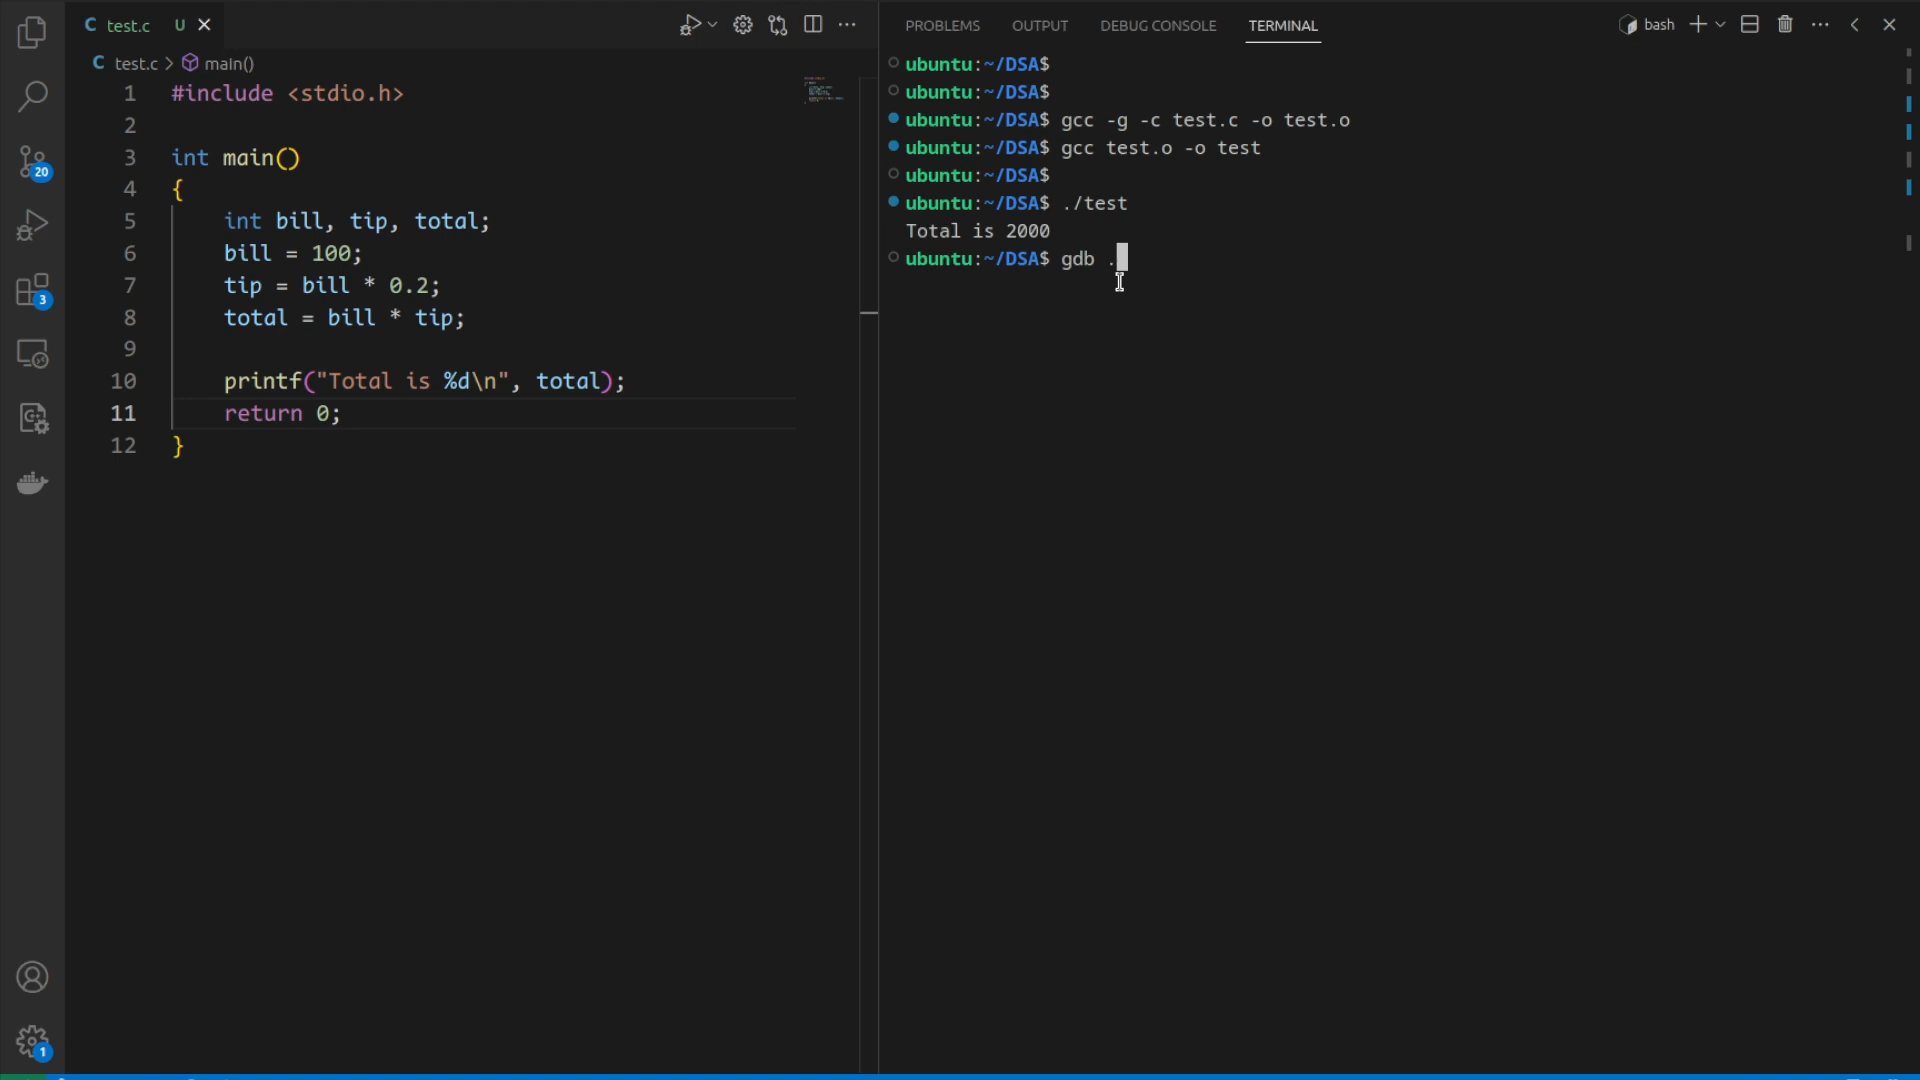 C test.c U
C test.c > main()
1 #include <stdio.h>
2
3 int main()
4 {
5     int bill, tip, total;
6     bill = 100;
7     tip = bill * 0.2;
8     total = bill * tip;
9
10     printf("Total is %d\n", total);
11     return 0;
12 }
20
3
1
PROBLEMS OUTPUT DEBUG CONSOLE TERMINAL bash
ubuntu:~/DSA$
ubuntu:~/DSA$
ubuntu:~/DSA$ gcc -g -c test.c -o test.o
ubuntu:~/DSA$ gcc test.o -o test
ubuntu:~/DSA$
ubuntu:~/DSA$ ./test
Total is 2000
ubuntu:~/DSA$ gdb .